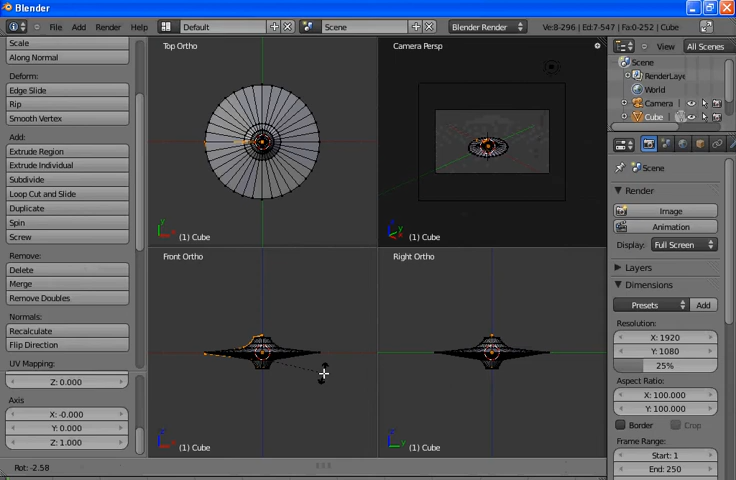 Blender
File Add Render Help Default Scene Blender Render Ve:8-296 | Ed:7-547 | Fa:0-252 | Cube
Scale
Along Normal
Deform:
Edge Slide
Rip
Smooth Vertex
Add:
Extrude Region
Extrude Individual
Subdivide
Loop Cut and Slide
Duplicate
Spin
Screw
Remove:
Delete
Merge
Remove Doubles
Normals:
Recalculate
Flip Direction
UV Mapping:
Z: 0.000
Axis
X: -0.000
Y: 0.000
Z: 1.000
Top Ortho
(1) Cube
Camera Persp
(1) Cube
Front Ortho
(1) Cube
Right Ortho
(1) Cube
Rot: -2.58
View All Scenes
Scene
RenderLaye
World
Camera
Cube
Scene
Render
Image
Animation
Display: Full Screen
Layers
Dimensions
Presets Add
Resolution:
X: 1920
Y: 1080
25%
Aspect Ratio:
X: 100.000
Y: 100.000
Border Crop
Frame Range:
Start: 1
End: 250